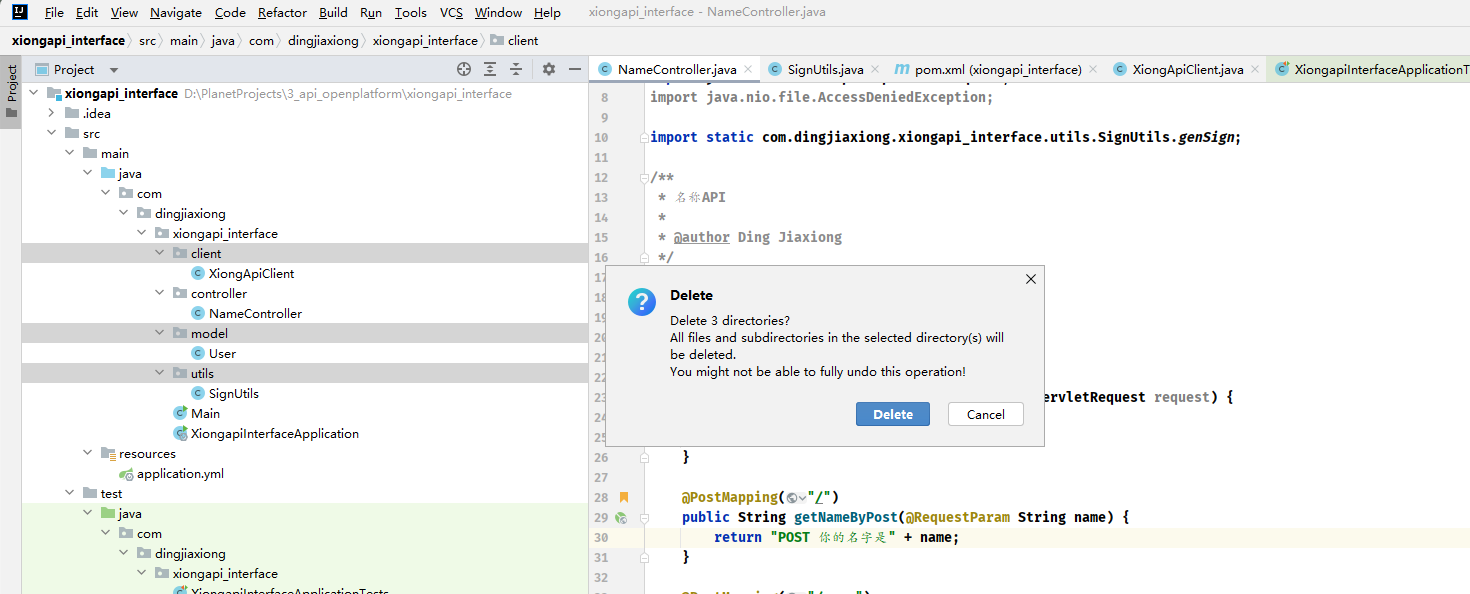 File Edit View Navigate Code Refactor Build Run Tools VCS Window Help xiongapi_interface - NameController.java
xiongapi_interface src main java com dingjiaxiong xiongapi_interface client
Project
Project
NameController.java SignUtils.java pom.xml (xiongapi_interface) XiongApiClient.java XiongapiInterfaceApplicationT
xiongapi_interface D:\PlanetProjects\3_api_openplatform\xiongapi_interface
.idea
src
main
java
com
dingjiaxiong
xiongapi_interface
client
XiongApiClient
controller
NameController
model
User
utils
SignUtils
Main
XiongapiInterfaceApplication
resources
application.yml
test
java
com
dingjiaxiong
xiongapi_interface
XiongapiInterfaceApplicationTests
8 import java.nio.file.AccessDeniedException;
9
10 import static com.dingjiaxiong.xiongapi_interface.utils.SignUtils.genSign;
11
12 /**
13 * 名称API
14 *
15 * @author Ding Jiaxiong
16 */
17
18
19
20
21
22
23 ervletRequest request) {
24
25
26 }
27
28 @PostMapping("/")
29 public String getNameByPost(@RequestParam String name) {
30 return "POST 你的名字是" + name;
31 }
32
Delete
Delete 3 directories?
All files and subdirectories in the selected directory(s) will
be deleted.
You might not be able to fully undo this operation!
Delete Cancel